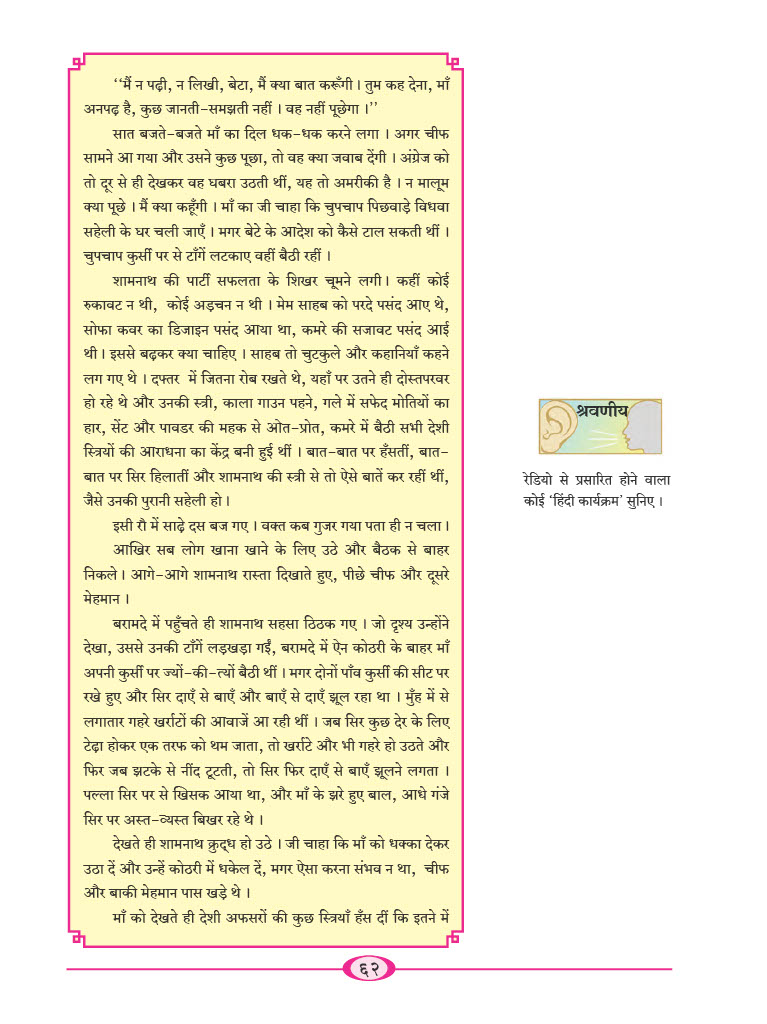 ‘‘मैं न पढ़ी, न लिखी, बेटा, मैं क्या बात करूँगी । तुम कह देना, माँ
अनपढ़ है, कुछ जानती-समझती नहीं । वह नहीं पूछेगा ।’’
सात बजते-बजते माँ का दिल धक-धक करने लगा । अगर चीफ
सामने आ गया और उसने कुछ पूछा, तो वह क्या जवाब देंगी । अंग्रेज को
तो दूर से ही देखकर वह घबरा उठती थीं, यह तो अमरीकी है । न मालूम
क्या पूछे । मैं क्या कहूँगी । माँ का जी चाहा कि चुपचाप पिछवाड़े विधवा
सहेली के घर चली जाएँ । मगर बेटे के आदेश को कैसे टाल सकती थीं ।
चुपचाप कुर्सी पर से टाँगें लटकाए वहीं बैठी रहीं ।
शामनाथ की पार्टी सफलता के शिखर चूमने लगी । कहीं कोई
रुकावट न थी, कोई अड़चन न थी । मेम साहब को परदे पसंद आए थे,
सोफा कवर का डिजाइन पसंद आया था, कमरे की सजावट पसंद आई
थी । इससे बढ़कर क्या चाहिए । साहब तो चुटकुले और कहानियाँ कहने
लग गए थे । दफ्तर में जितना रोब रखते थे, यहाँ पर उतने ही दोस्तपरवर
हो रहे थे और उनकी स्त्री, काला गाउन पहने, गले में सफेद मोतियों का
हार, सेंट और पावडर की महक से ओत-प्रोत, कमरे में बैठी सभी देशी
स्त्रियों की आराधना का केंद्र बनी हुई थीं । बात-बात पर हँसतीं, बात-
बात पर सिर हिलातीं और शामनाथ की स्त्री से तो ऐसे बातें कर रहीं थीं,
जैसे उनकी पुरानी सहेली हो ।
इसी रौ में साढ़े दस बज गए । वक्त कब गुजर गया पता ही न चला ।
आखिर सब लोग खाना खाने के लिए उठे और बैठक से बाहर
निकले । आगे-आगे शामनाथ रास्ता दिखाते हुए, पीछे चीफ और दूसरे
मेहमान ।
बरामदे में पहुँचते ही शामनाथ सहसा ठिठक गए । जो दृश्य उन्होंने
देखा, उससे उनकी टाँगें लड़खड़ा गईं, बरामदे में ऐन कोठरी के बाहर माँ
अपनी कुर्सी पर ज्यों-की-त्यों बैठी थीं । मगर दोनों पाँव कुर्सी की सीट पर
रखे हुए और सिर दाएँ से बाएँ और बाएँ से दाएँ झूल रहा था । मुँह में से
लगातार गहरे खर्राटों की आवाजें आ रही थीं । जब सिर कुछ देर के लिए
टेढ़ा होकर एक तरफ को थम जाता, तो खर्राटे और भी गहरे हो उठते और
फिर जब झटके से नींद टूटती, तो सिर फिर दाएँ से बाएँ झूलने लगता ।
पल्ला सिर पर से खिसक आया था, और माँ के झरे हुए बाल, आधे गंजे
सिर पर अस्त-व्यस्त बिखर रहे थे ।
देखते ही शामनाथ क्रुद्ध हो उठे । जी चाहा कि माँ को धक्का देकर
उठा दें और उन्हें कोठरी में धकेल दें, मगर ऐसा करना संभव न था, चीफ
और बाकी मेहमान पास खड़े थे ।
माँ को देखते ही देशी अफसरों की कुछ स्त्रियाँ हँस दीं कि इतने में
श्रवणीय
रेडियो से प्रसारित होने वाला
कोई ‘हिंदी कार्यक्रम’ सुनिए ।
६२